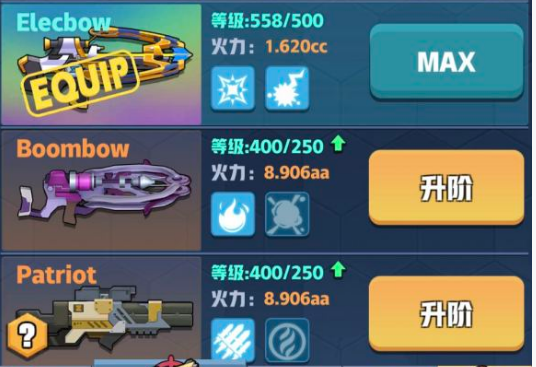 Elecbow
等级:558/500
火力: 1.620cc
EQUIP
MAX
Boombow
等级:400/250
火力: 8.906aa
升阶
Patriot
等级:400/250
火力: 8.906aa
升阶
?